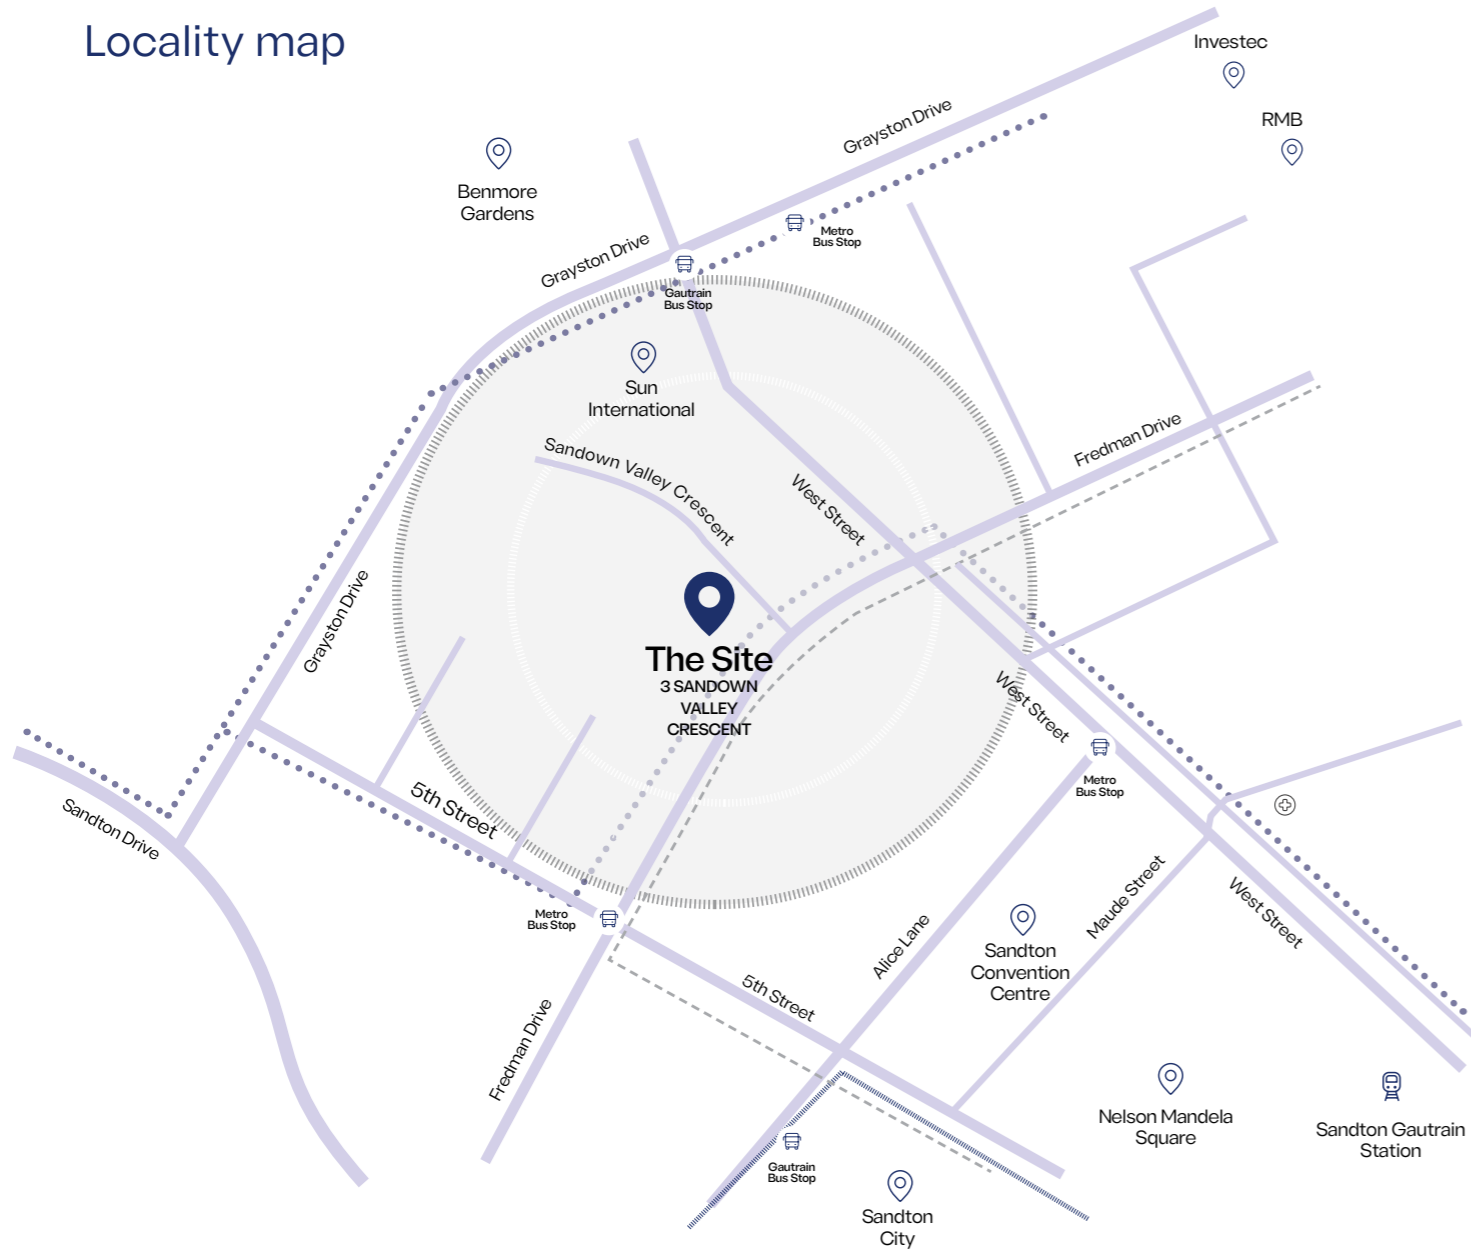 Locality map
Investec
RMB
Grayston Drive
Benmore
Gardens
Metro
Bus Stop
Grayston Drive
Gautrain
Bus Stop
Sun
International
Sandown Valley Crescent
West Street
Fredman Drive
Grayston Drive
The Site
3 SANDOWN
VALLEY
CRESCENT
West Street
Metro
Bus Stop
5th Street
Sandton Drive
Metro
Bus Stop
Maude Street
West Street
Alice Lane
Sandton
Convention
Centre
5th Street
Fredman Drive
Nelson Mandela
Square
Sandton Gautrain
Station
Gautrain
Bus Stop
Sandton
City